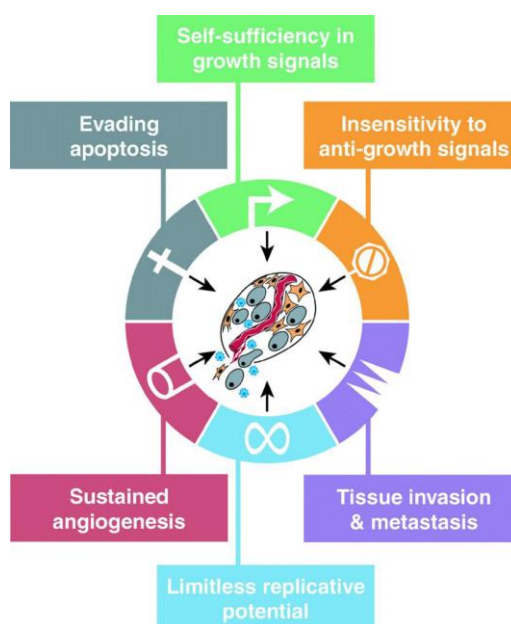 Self-sufficiency in
growth signals
Evading
apoptosis
Insensitivity to
anti-growth signals
Sustained
angiogenesis
Tissue invasion
& metastasis
Limitless replicative
potential